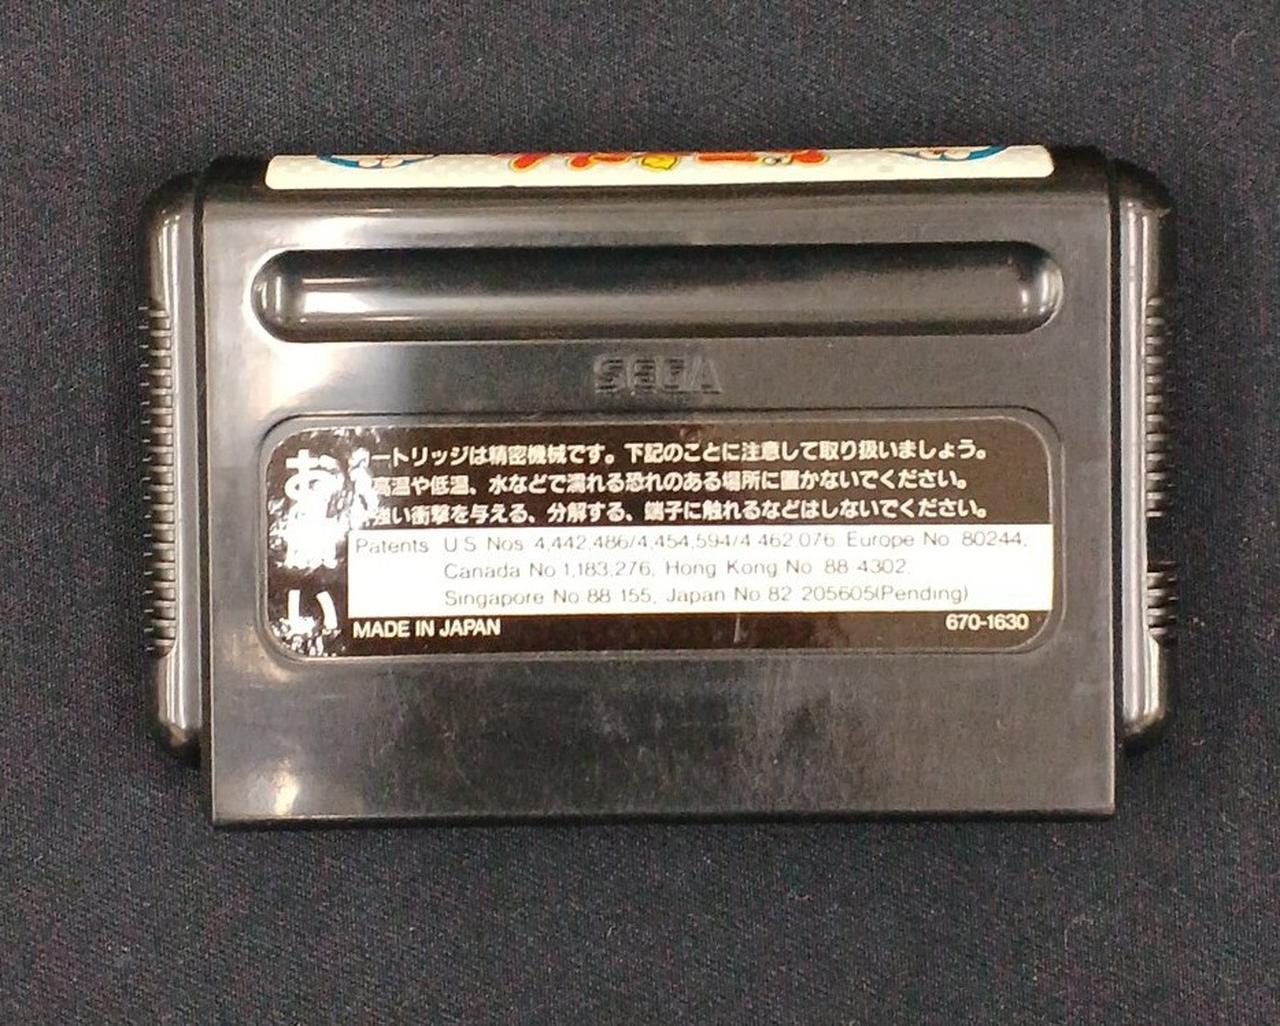 SEGA
カートリッジは精密機械です。下記のことに注意して取り扱いましょう。
高温や低温、水などで濡れる恐れのある場所に置かないでください。
強い衝撃を与える、分解する、端子に触れるなどはしないでください。
お願い
Patents U S Nos 4,442,486/4,454,594/4 462,076 Europe No 80244,
Canada No 1,183,276, Hong Kong No 88-4302,
Singapore No 88 155, Japan No 82 205605(Pending)
MADE IN JAPAN 670-1630